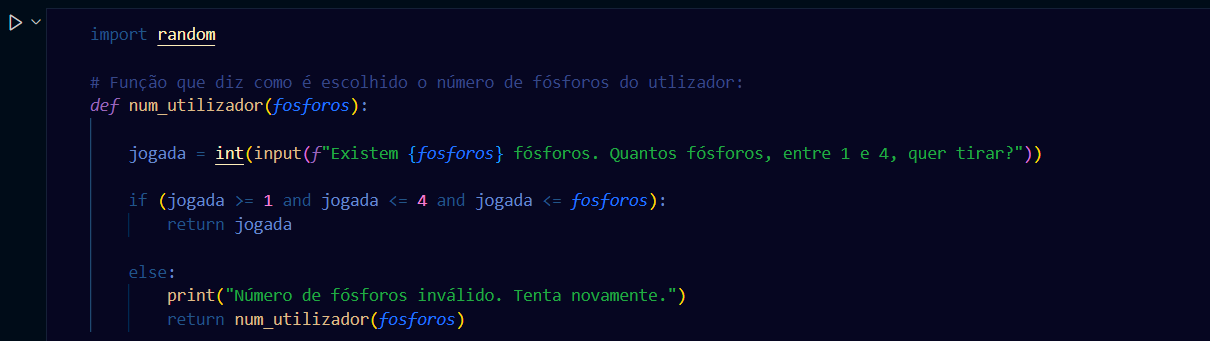 import random
# Função que diz como é escolhido o número de fósforos do utlizador:
def num_utilizador(fosforos):
jogada = int(input(f"Existem {fosforos} fósforos. Quantos fósforos, entre 1 e 4, quer tirar?"))
if (jogada >= 1 and jogada <= 4 and jogada <= fosforos):
return jogada
else:
print("Número de fósforos inválido. Tenta novamente.")
return num_utilizador(fosforos)